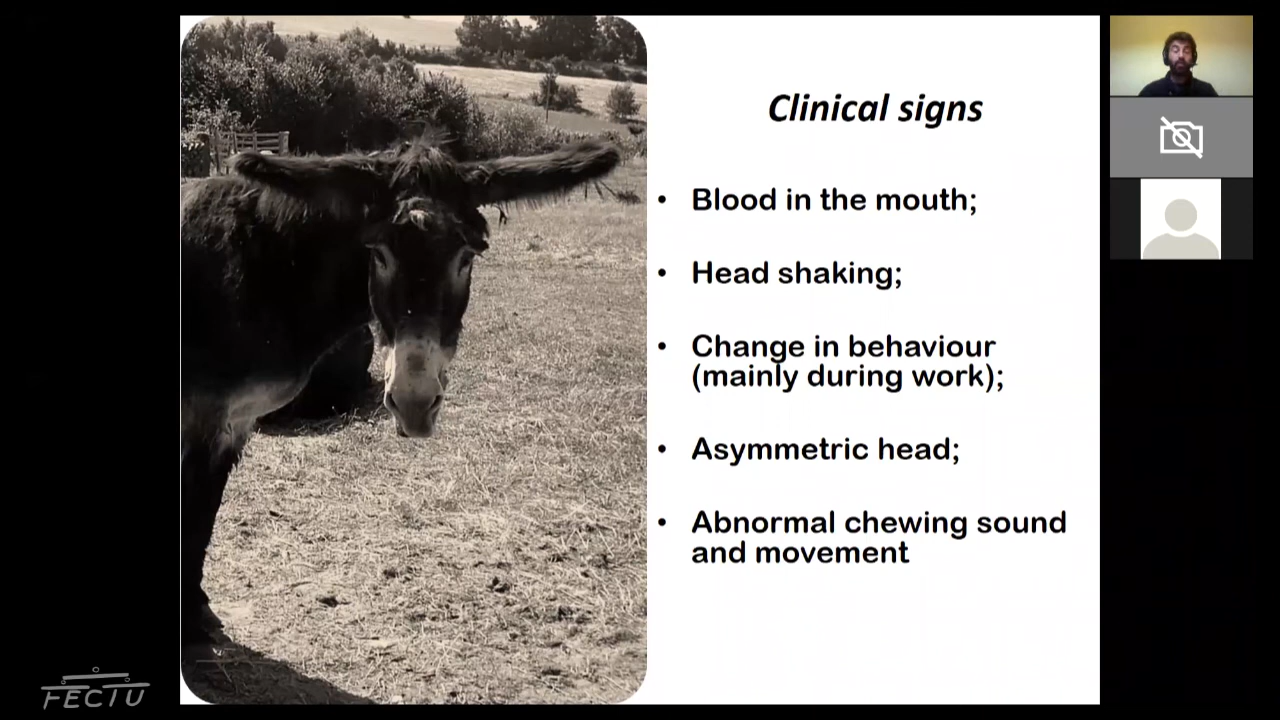 Clinical signs
• Blood in the mouth;
• Head shaking;
• Change in behaviour
(mainly during work);
• Asymmetric head;
• Abnormal chewing sound
and movement
FECTU